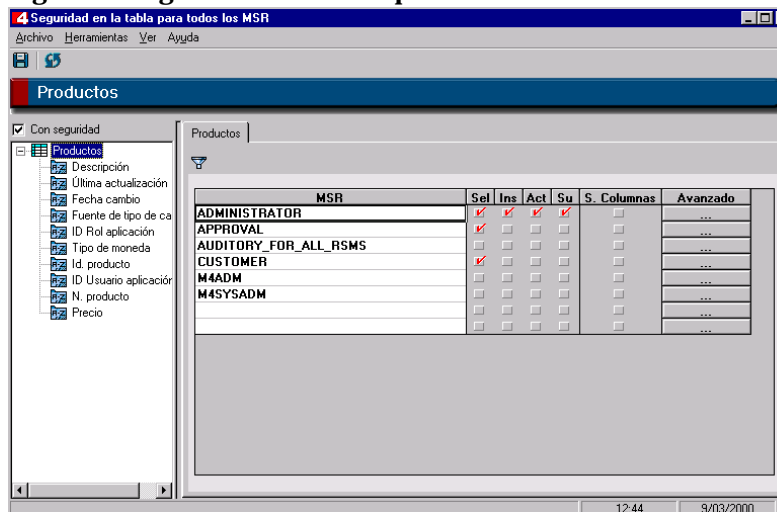 4 Seguridad en la tabla para todos los MSR
Archivo Herramientas Ver Ayuda
Productos
Con seguridad
Productos
Productos
Descripción
Última actualización
Fecha cambio
Fuente de tipo de ca
ID Rol aplicación
Tipo de moneda
Id. producto
ID Usuario aplicación
N. producto
Precio
MSR Sel Ins Act Su S. Columnas Avanzado
ADMINISTRATOR ...
APPROVAL ...
AUDITORY_FOR_ALL_RSMS ...
CUSTOMER ...
M4ADM ...
M4SYSADM ...
...
...
12:44 9/03/2000